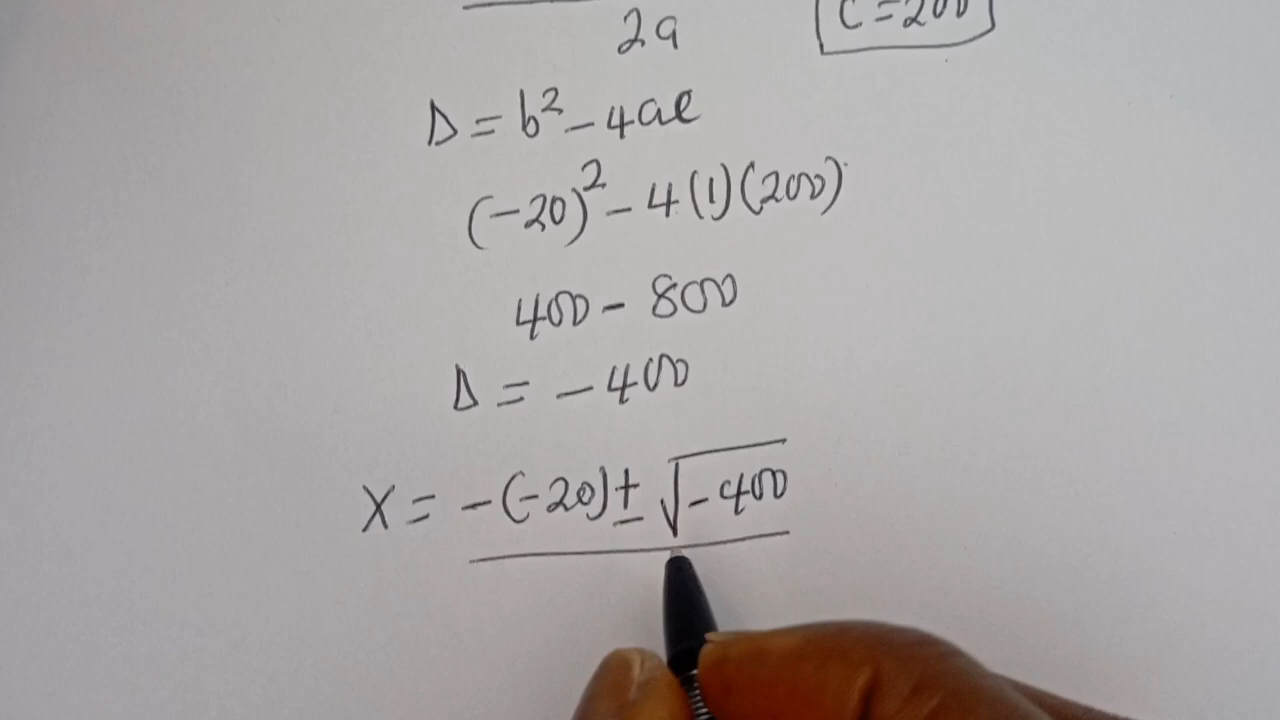 2a
C = 200
Δ = b² - 4ac
(-20)² - 4(1)(200)
400 - 800
Δ = -400
X = -(-20) ± √-400